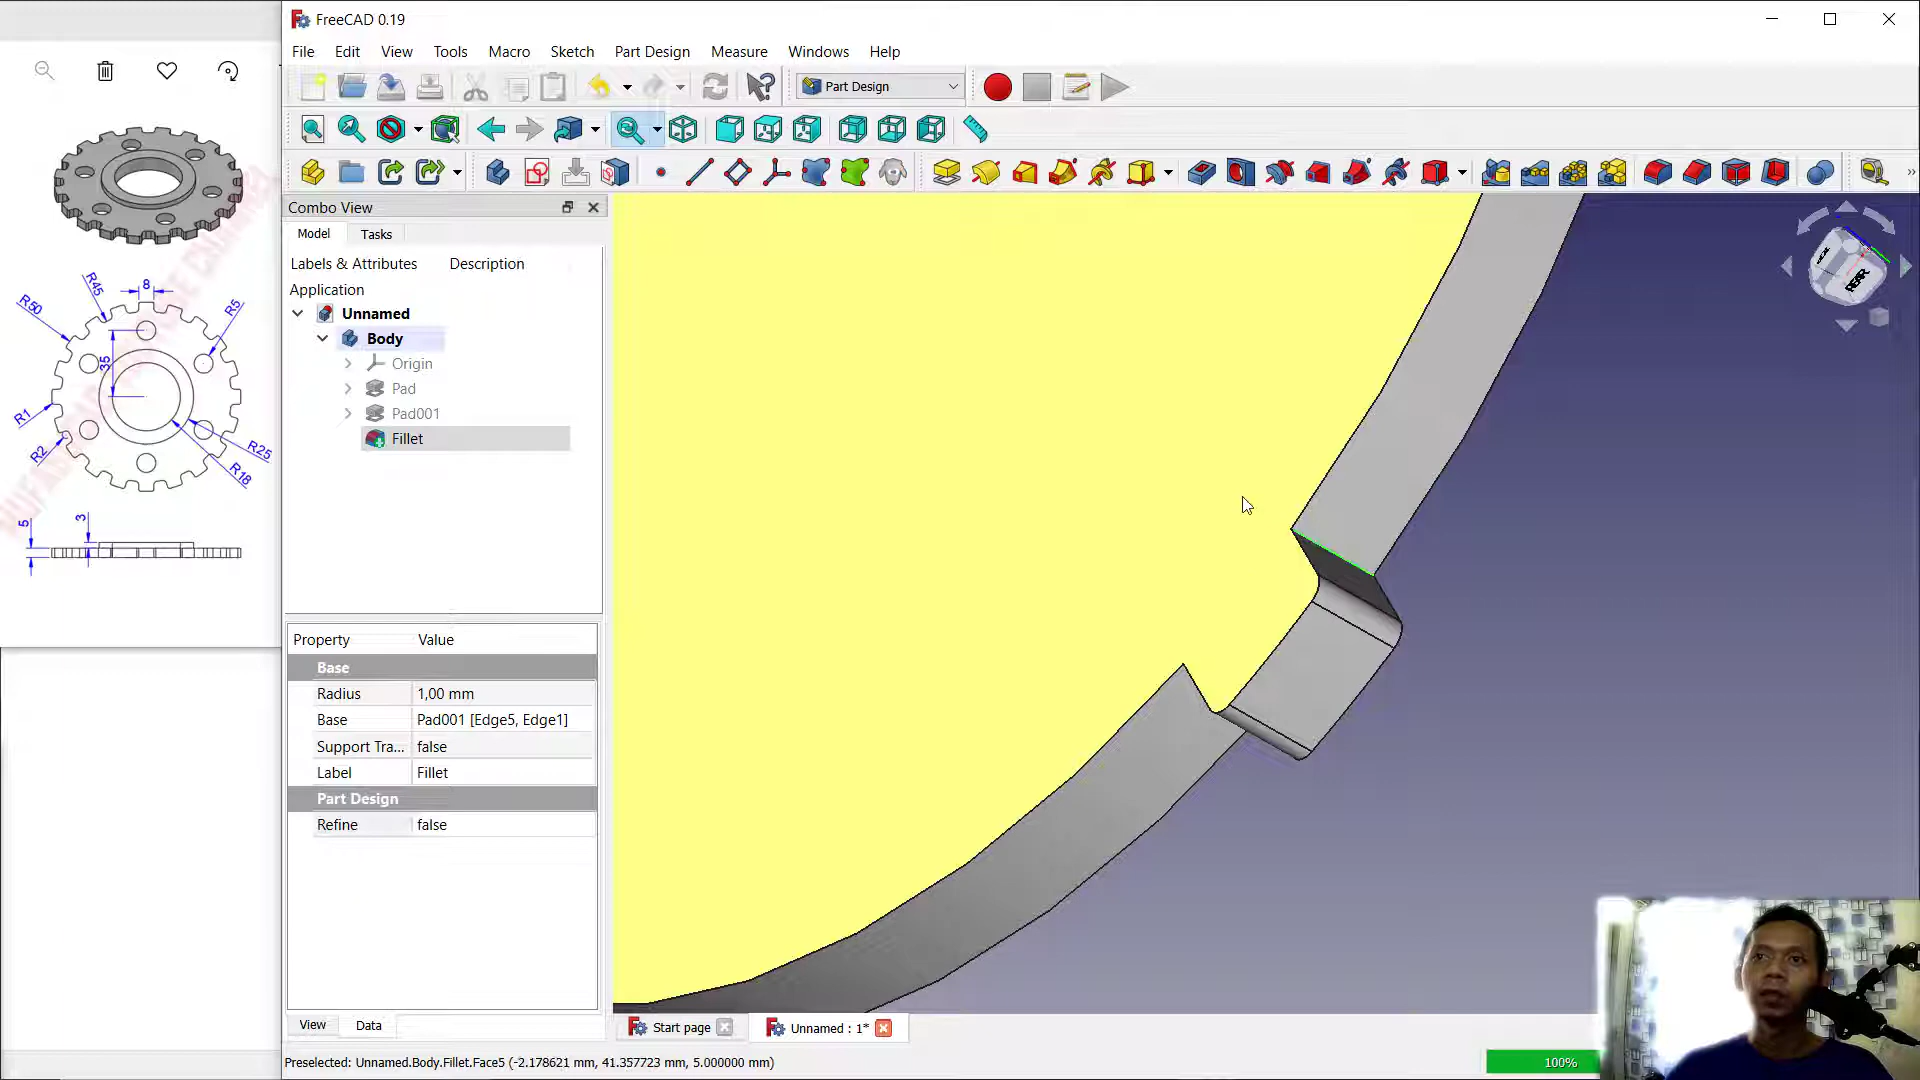 FreeCAD 0.19
File Edit View Tools Macro Sketch Part Design Measure Windows Help
Part Design
Combo View
Model Tasks
Labels & Attributes Description
Application
Unnamed
Body
Origin
Pad
Pad001
Fillet
Property Value
Base
Radius 1,00 mm
Base Pad001 [Edge5, Edge1]
Support Tra... false
Label Fillet
Part Design
Refine false
View Data
Start page
Unnamed : 1*
Preselected: Unnamed.Body.Fillet.Face5 (-2.178621 mm, 41.357723 mm, 5.000000 mm)
100%
REAR
R50
R45
8
R5
35
R1
R2
R25
R18
5
3